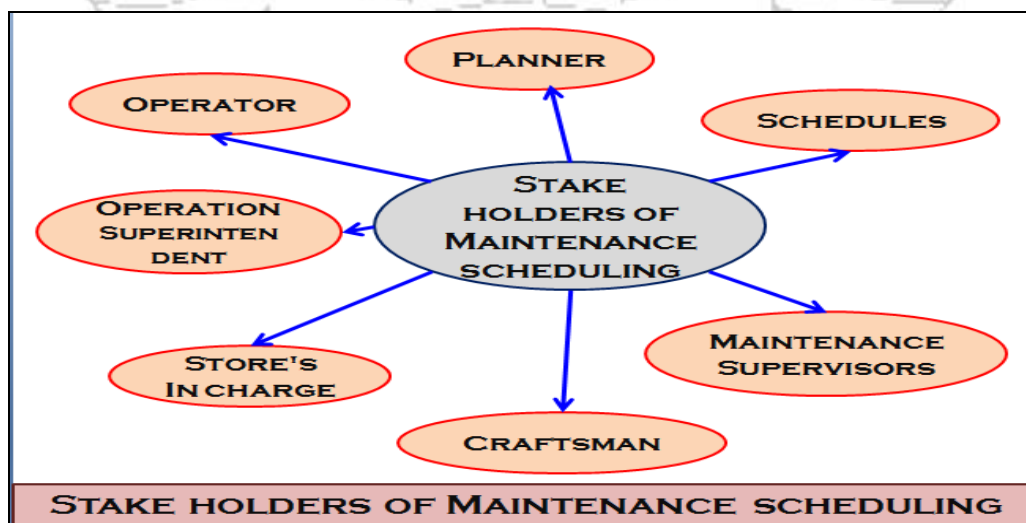 PLANNER
OPERATOR
SCHEDULES
STAKE
HOLDERS OF
MAINTENANCE
SCHEDULING
OPERATION
SUPERINTEN
DENT
MAINTENANCE
SUPERVISORS
STORE'S
IN CHARGE
CRAFTSMAN
STAKE HOLDERS OF MAINTENANCE SCHEDULING